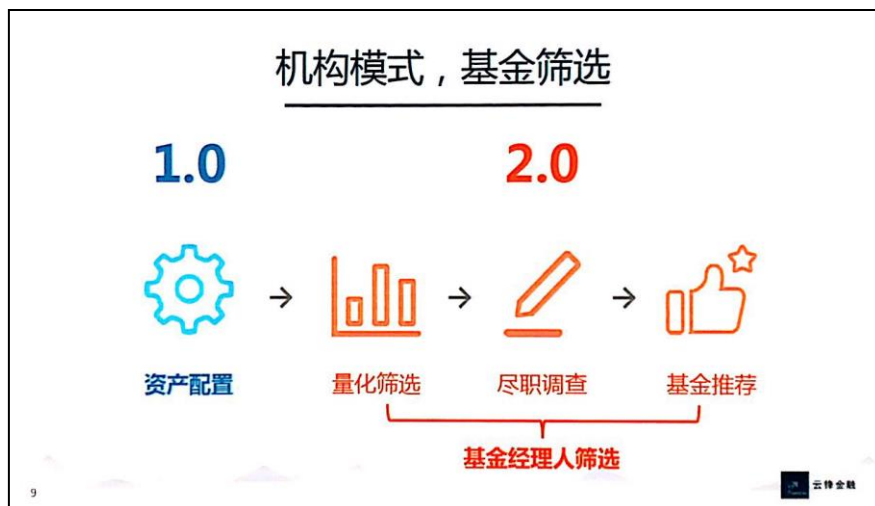 机构模式，基金筛选
1.0
2.0
资产配置
量化筛选
尽职调查
基金推荐
基金经理人筛选
9
云锋金融